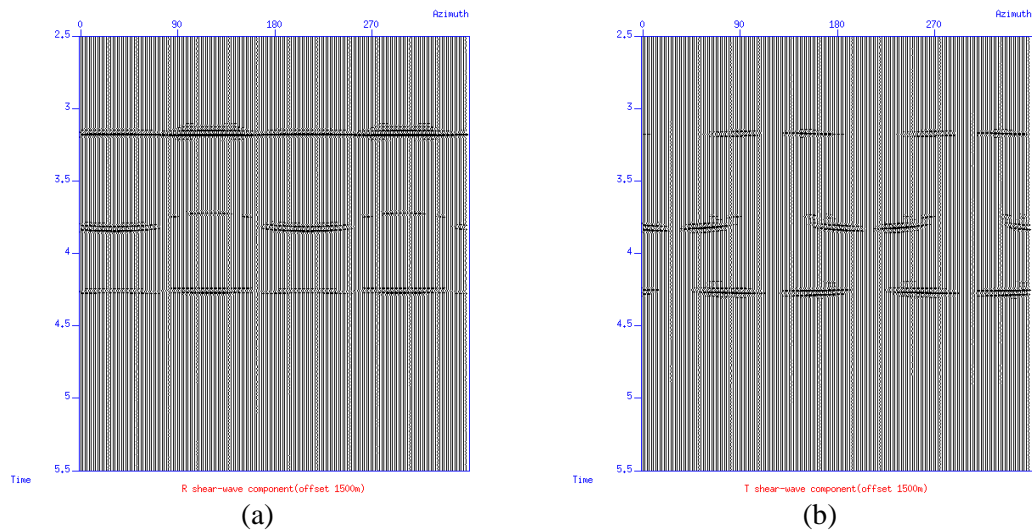 Azimuth
0 90 180 270
2.5
3
3.5
4
4.5
5
5.5
Time
R shear-wave component(offset 1500m)
(a)
Azimuth
0 90 180 270
2.5
3
3.5
4
4.5
5
5.5
Time
T shear-wave component(offset 1500m)
(b)